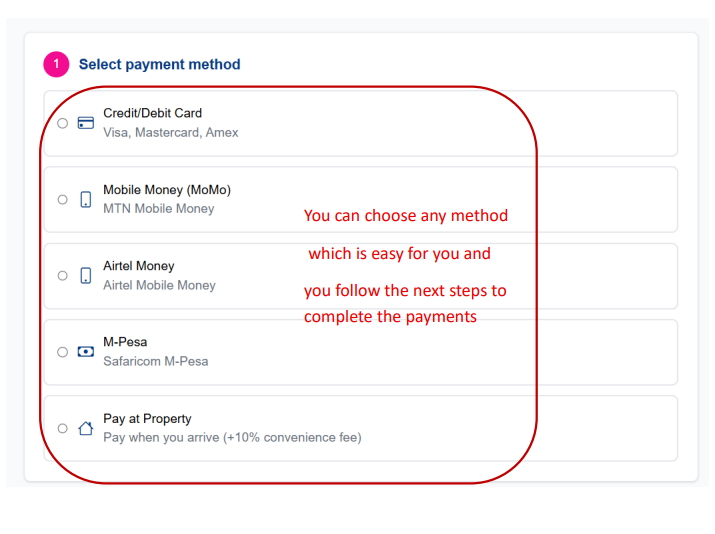 1 Select payment method
Credit/Debit Card
Visa, Mastercard, Amex
Mobile Money (MoMo)
MTN Mobile Money
You can choose any method
which is easy for you and
Airtel Money
Airtel Mobile Money
you follow the next steps to
complete the payments
M-Pesa
Safaricom M-Pesa
Pay at Property
Pay when you arrive (+10% convenience fee)